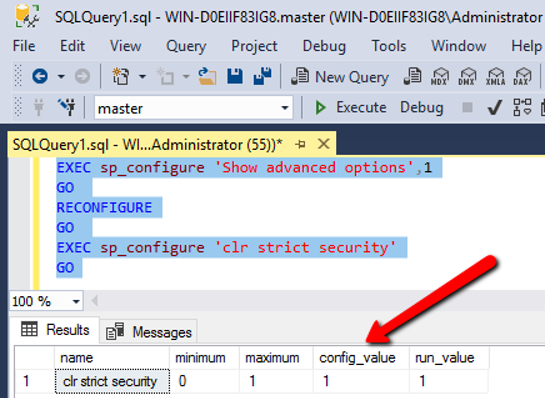 SQLQuery1.sql - WIN-D0EIIF83IG8.master (WIN-D0EIIF83IG8\Administrator
File Edit View Query Project Debug Tools Window Help
New Query MDX DMX XMLA DAX
master Execute Debug
SQLQuery1.sql - WI...Administrator (55))*
EXEC sp_configure 'Show advanced options',1
GO
RECONFIGURE
GO
EXEC sp_configure 'clr strict security'
GO
100 %
Results Messages
name minimum maximum config_value run_value
1 clr strict security 0 1 1 1